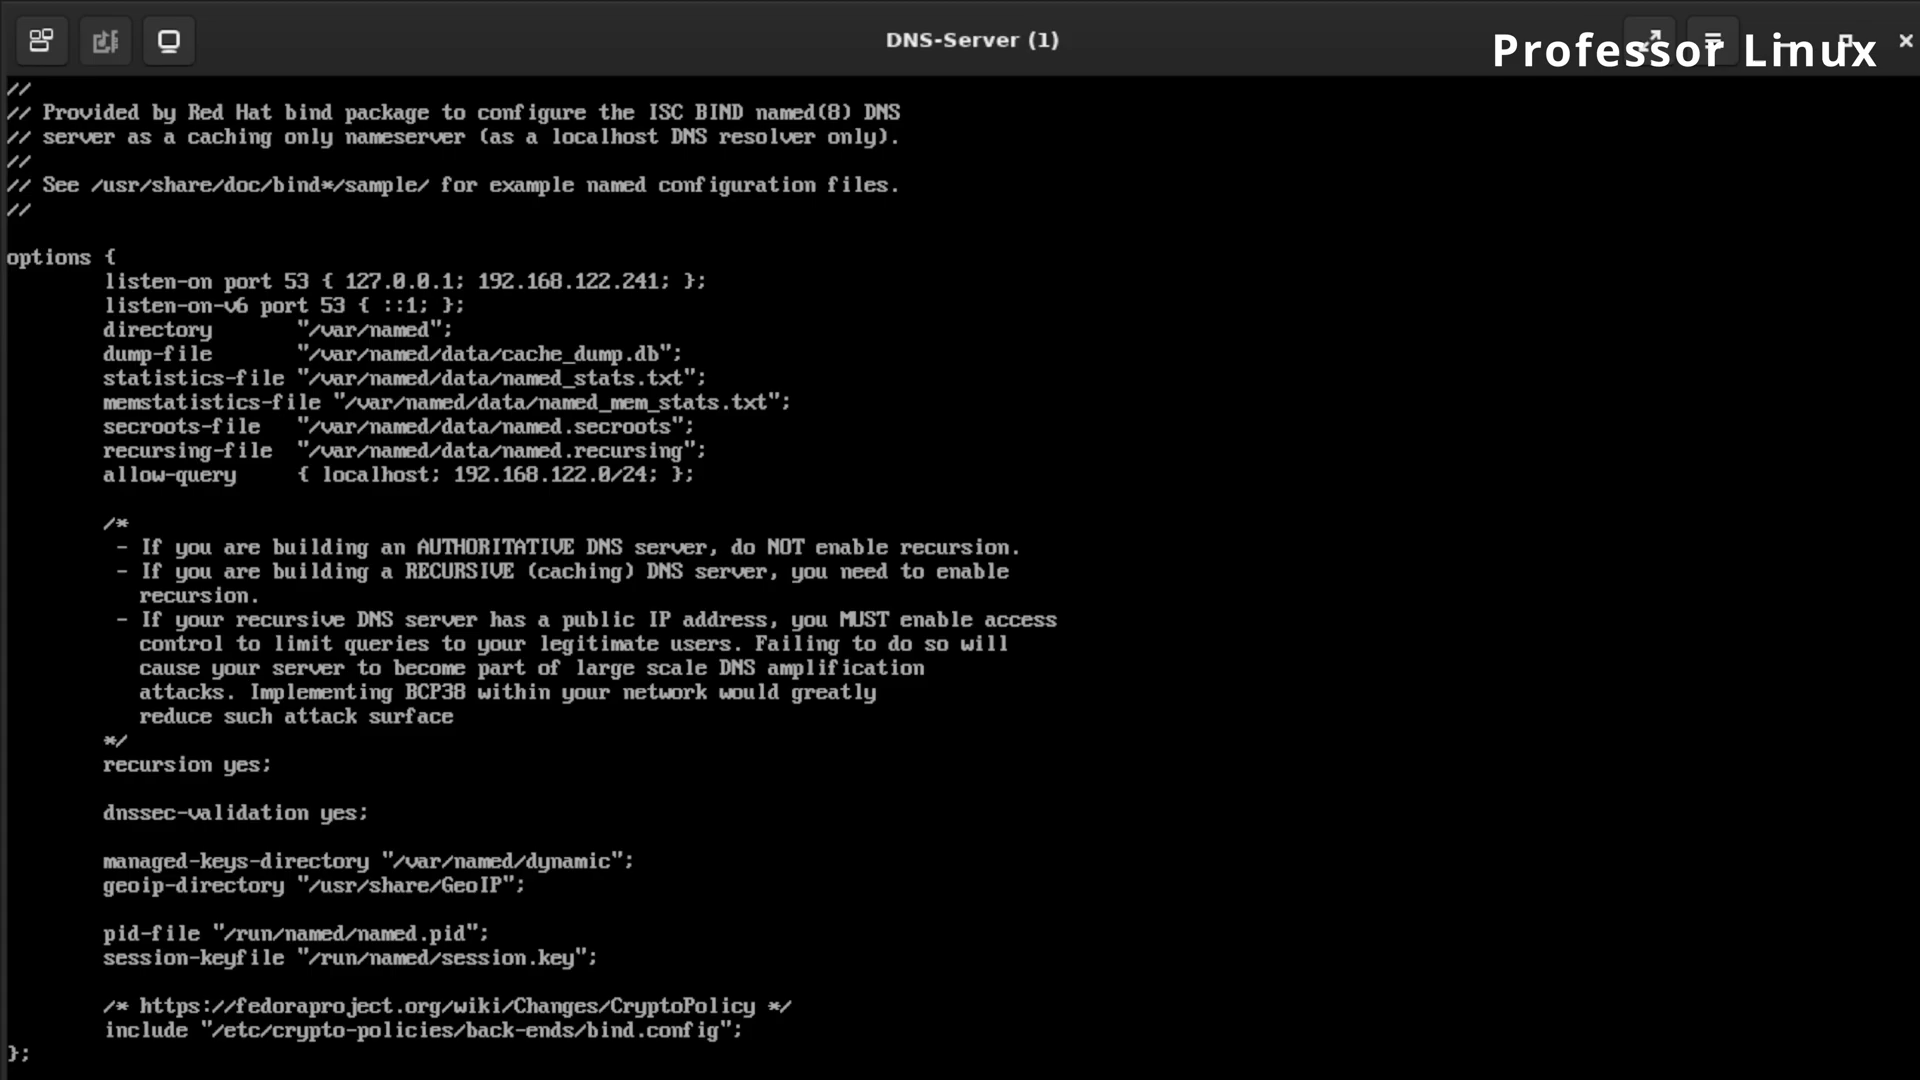 DNS-Server (1)
Professor Linux
//
// Provided by Red Hat bind package to configure the ISC BIND named(8) DNS
// server as a caching only nameserver (as a localhost DNS resolver only).
//
// See /usr/share/doc/bind*/sample/ for example named configuration files.
//
options {
listen-on port 53 { 127.0.0.1; 192.168.122.241; };
listen-on-v6 port 53 { ::1; };
directory "/var/named";
dump-file "/var/named/data/cache_dump.db";
statistics-file "/var/named/data/named_stats.txt";
memstatistics-file "/var/named/data/named_mem_stats.txt";
secroots-file "/var/named/data/named.secroots";
recursing-file "/var/named/data/named.recursing";
allow-query { localhost; 192.168.122.0/24; };
/*
- If you are building an AUTHORITATIVE DNS server, do NOT enable recursion.
- If you are building a RECURSIVE (caching) DNS server, you need to enable
recursion.
- If your recursive DNS server has a public IP address, you MUST enable access
control to limit queries to your legitimate users. Failing to do so will
cause your server to become part of large scale DNS amplification
attacks. Implementing BCP38 within your network would greatly
reduce such attack surface
*/
recursion yes;
dnssec-validation yes;
managed-keys-directory "/var/named/dynamic";
geoip-directory "/usr/share/GeoIP";
pid-file "/run/named/named.pid";
session-keyfile "/run/named/session.key";
/* https://fedoraproject.org/wiki/Changes/CryptoPolicy */
include "/etc/crypto-policies/back-ends/bind.config";
};